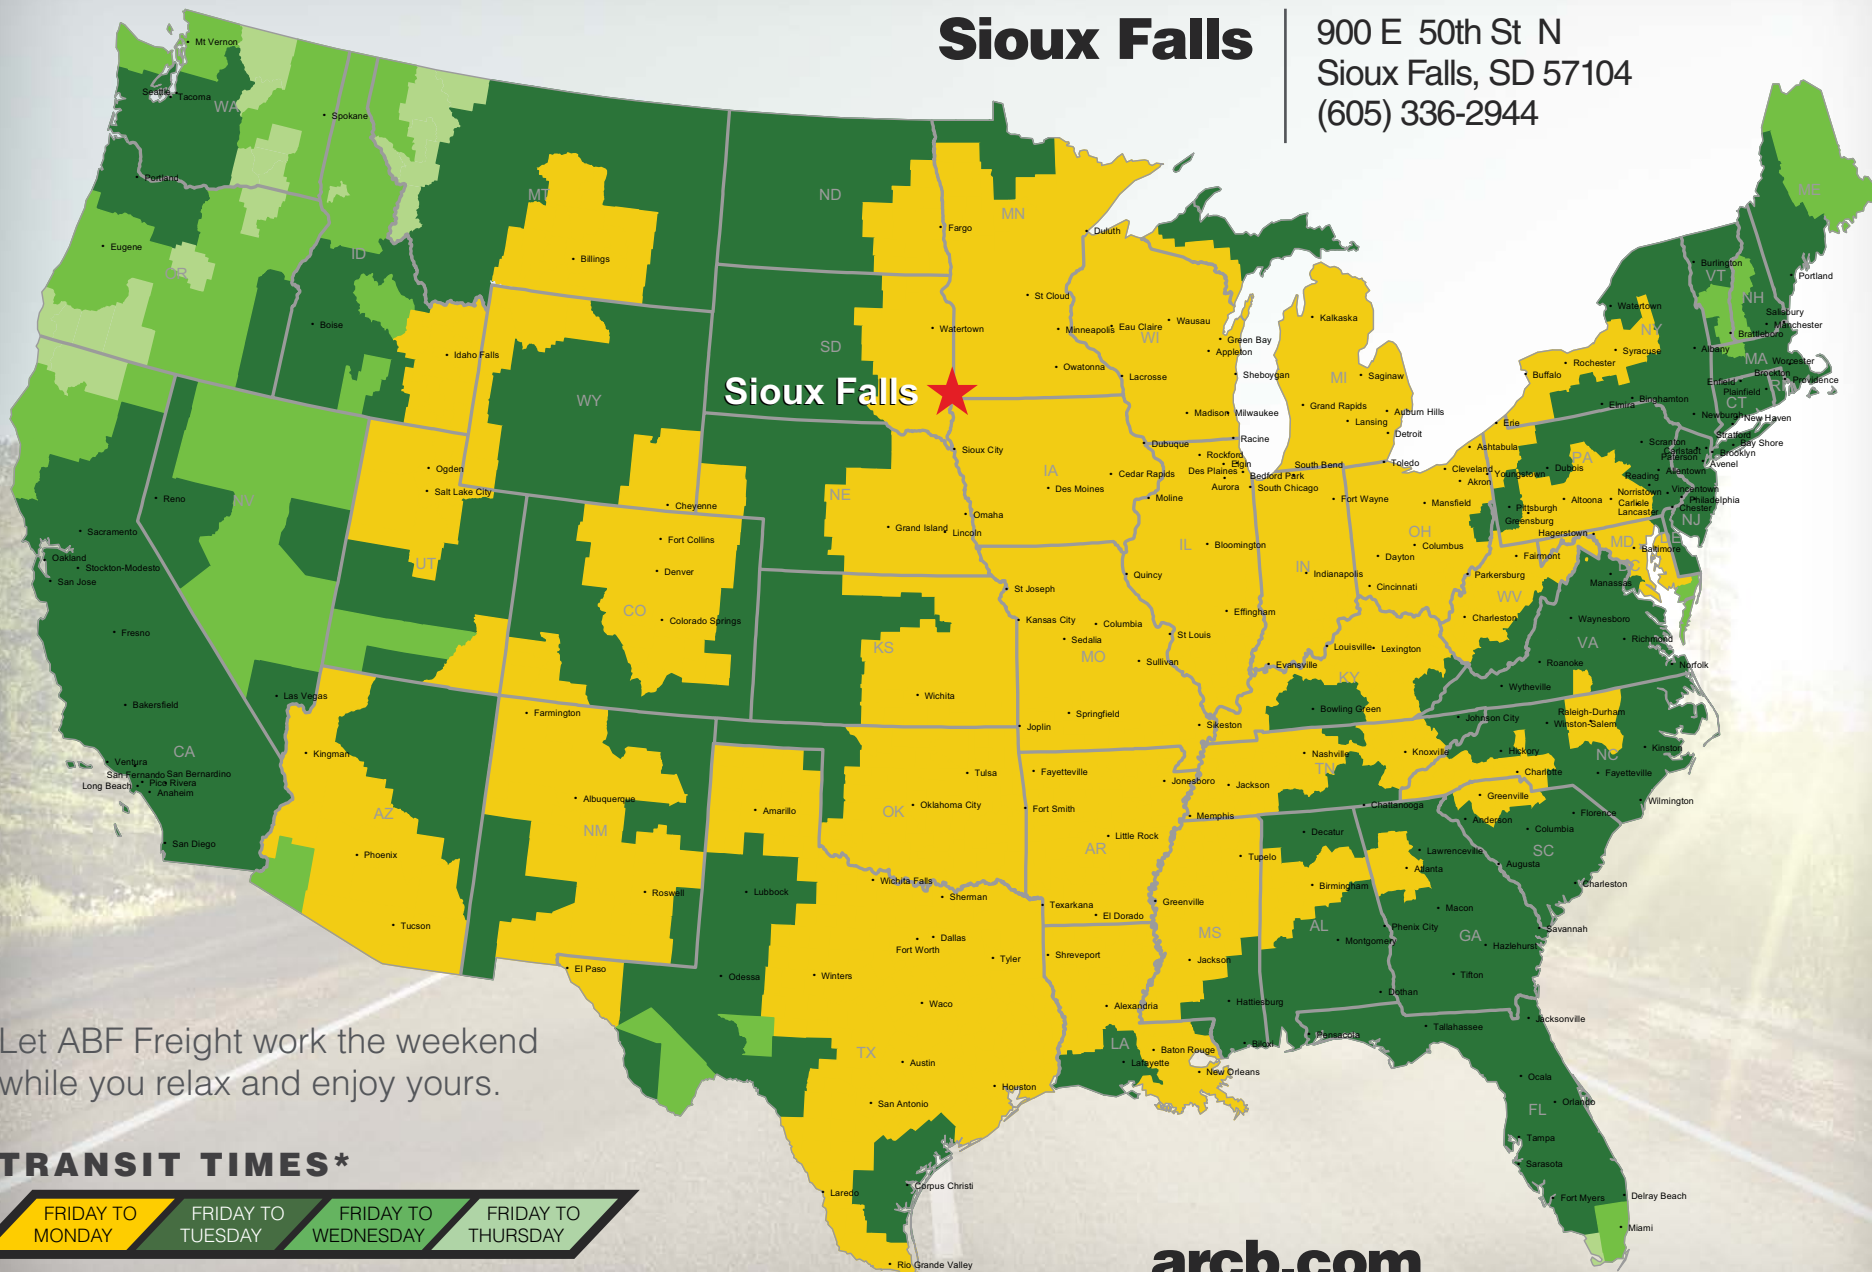 Sioux Falls
900 E 50th St N
Sioux Falls, SD 57104
(605) 336-2944
Mt Vernon
Seattle
Tacoma
WA
Spokane
Portland
Eugene
OR
ID
Boise
Idaho Falls
MT
Billings
ND
Fargo
MN
Duluth
St Cloud
Minneapolis
Owatonna
SD
Watertown
Sioux Falls
WY
Cheyenne
Eau Claire
Wausau
WI
Green Bay
Appleton
Sheboygan
Lacrosse
Madison
Milwaukee
Racine
Kalkaska
MI
Saginaw
Grand Rapids
Lansing
Auburn Hills
Detroit
Sioux City
IA
Des Moines
Cedar Rapids
Dubuque
Moline
Rockford
Elgin
Des Plaines
Aurora
Bedford Park
South Chicago
South Bend
Fort Wayne
Toledo
NE
Omaha
Grand Island
Lincoln
Reno
NV
Ogden
Salt Lake City
UT
Sacramento
Oakland
Stockton-Modesto
San Jose
Fresno
Bakersfield
Las Vegas
CA
Ventura
San Fernando
San Bernardino
Long Beach
Pico Rivera
Anaheim
San Diego
Fort Collins
Denver
CO
Colorado Springs
KS
Wichita
St Joseph
Kansas City
Columbia
Sedalia
MO
Sullivan
St Louis
Springfield
Joplin
Sikeston
Quincy
IL
Bloomington
Effingham
IN
Indianapolis
Evansville
OH
Cleveland
Akron
Ashtabula
Youngstown
Mansfield
Columbus
Dayton
Cincinnati
Louisville
Lexington
KY
Bowling Green
Parkersburg
Fairmont
WV
Charleston
Erie
Buffalo
Rochester
Syracuse
Watertown
NY
Elmira
Binghamton
Albany
Newburgh
PA
Dubois
Altoona
Pittsburgh
Greensburg
Scranton
Allentown
Reading
Norristown
Carlisle
Lancaster
Vincentown
Philadelphia
Chester
NJ
Hagerstown
MD
Baltimore
DE
DC
Manassas
Burlington
VT
NH
ME
Portland
Salisbury
Manchester
Brattleboro
MA
Worcester
Brockton
Providence
RI
Enfield
Plainfield
CT
New Haven
Stratford
Bay Shore
Carlstadt
Brooklyn
Paterson
Avenel
Waynesboro
VA
Richmond
Roanoke
Norfolk
Wytheville
Johnson City
Raleigh-Durham
Winston-Salem
Hickory
NC
Kinston
Charlotte
Fayetteville
Wilmington
Greenville
Anderson
Florence
Columbia
SC
Charleston
Nashville
TN
Knoxville
Jackson
Chattanooga
Memphis
Kingman
AZ
Phoenix
Tucson
Farmington
Albuquerque
NM
Roswell
El Paso
Amarillo
Lubbock
Odessa
Tulsa
Oklahoma City
OK
Fayetteville
Fort Smith
Jonesboro
Little Rock
AR
Texarkana
El Dorado
Wichita Falls
Sherman
Dallas
Fort Worth
Tyler
Winters
Waco
TX
Austin
Houston
San Antonio
Laredo
Corpus Christi
Rio Grande Valley
Shreveport
Alexandria
LA
Lafayette
Baton Rouge
New Orleans
Tupelo
Greenville
MS
Jackson
Hattiesburg
Biloxi
Decatur
Birmingham
AL
Montgomery
Dothan
Phenix City
Lawrenceville
Atlanta
Augusta
Macon
GA
Hazlehurst
Savannah
Tifton
Pensacola
Tallahassee
Jacksonville
Ocala
Orlando
FL
Tampa
Sarasota
Fort Myers
Delray Beach
Miami
Let ABF Freight work the weekend
while you relax and enjoy yours.
TRANSIT TIMES*
FRIDAY TO
MONDAY
FRIDAY TO
TUESDAY
FRIDAY TO
WEDNESDAY
FRIDAY TO
THURSDAY
arcb.com